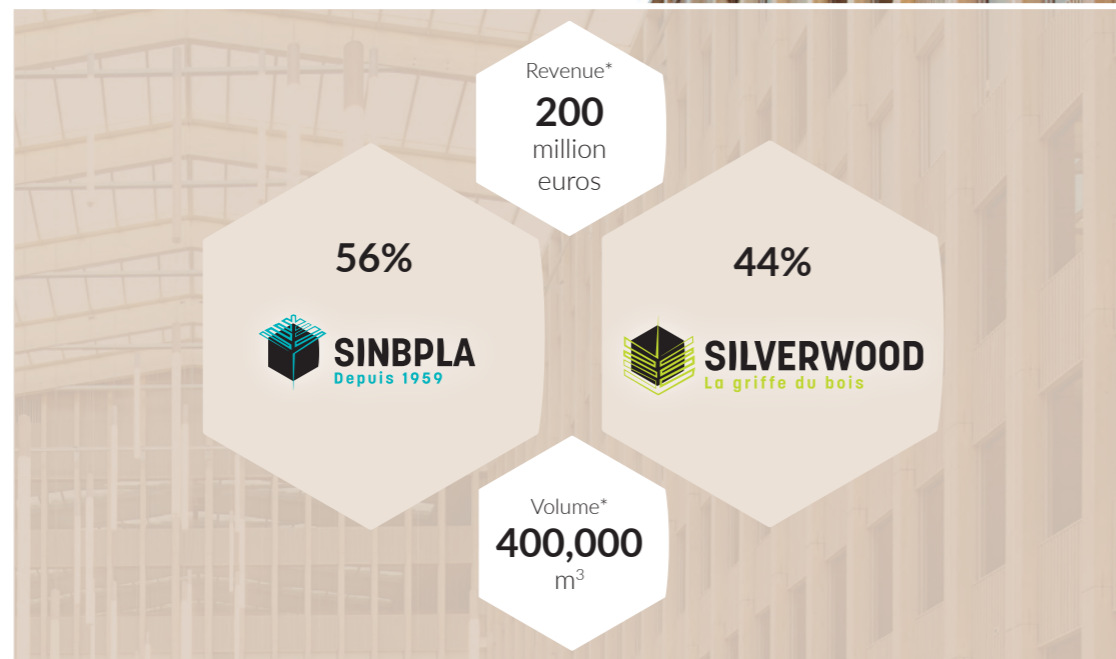 Revenue*
200
million
euros
56%
44%
SINBPLA
Depuis 1959
SILVERWOOD
La griffe du bois
Volume*
400,000
m³